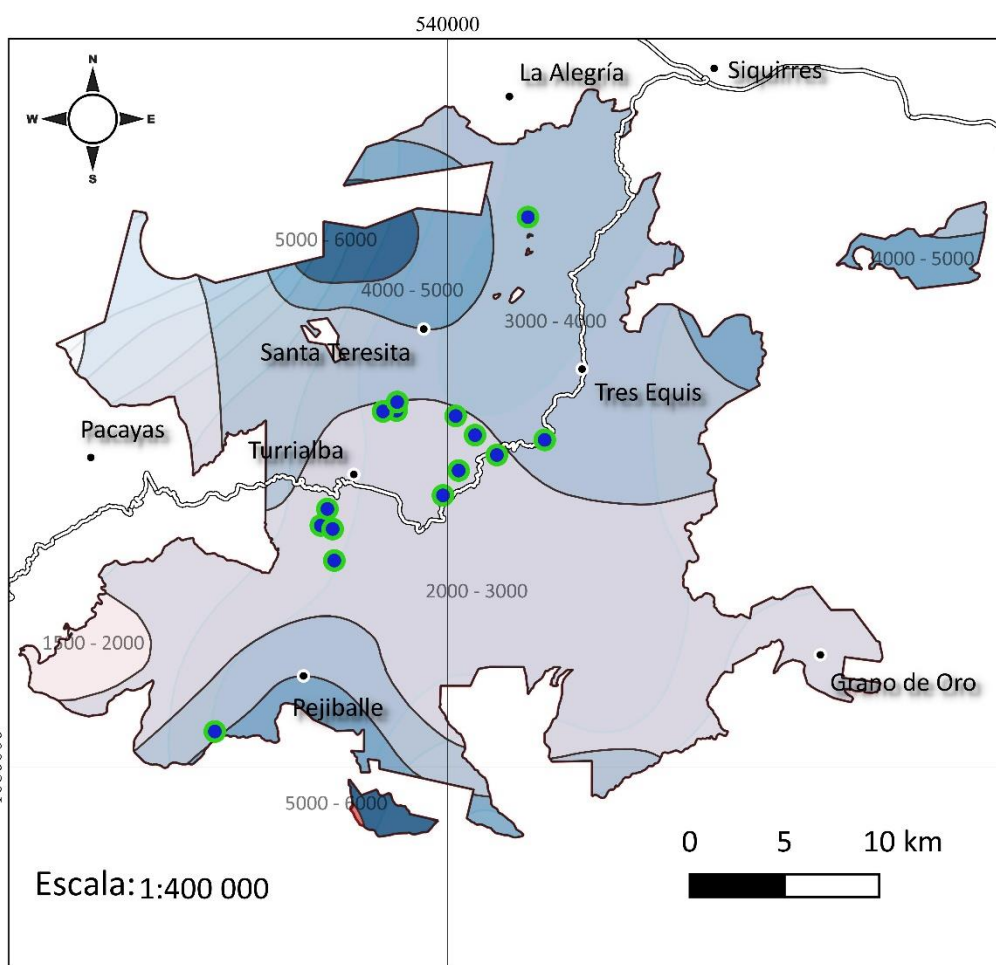 540000
N
W E
S
La Alegría
Siquirres
5000 - 6000
4000 - 5000
4000 - 5000
3000 - 4000
Santa Teresita
Tres Equis
Pacayas
Turrialba
2000 - 3000
1500 - 2000
Grano de Oro
Pejiballe
5000 - 6000
0 5 10 km
Escala: 1:400 000